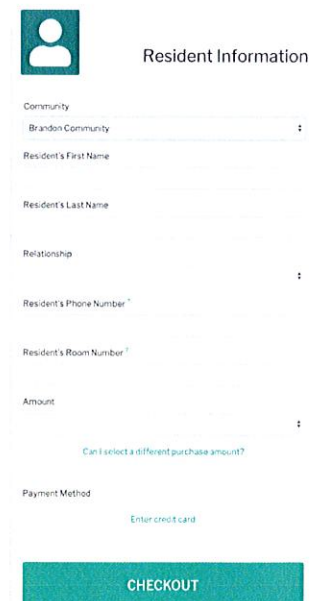 Resident Information
Community
Brandon Community
Resident's First Name
Resident's Last Name
Relationship
Resident's Phone Number
Resident's Room Number
Amount
Can I select a different purchase amount?
Payment Method
Enter credit card
CHECKOUT